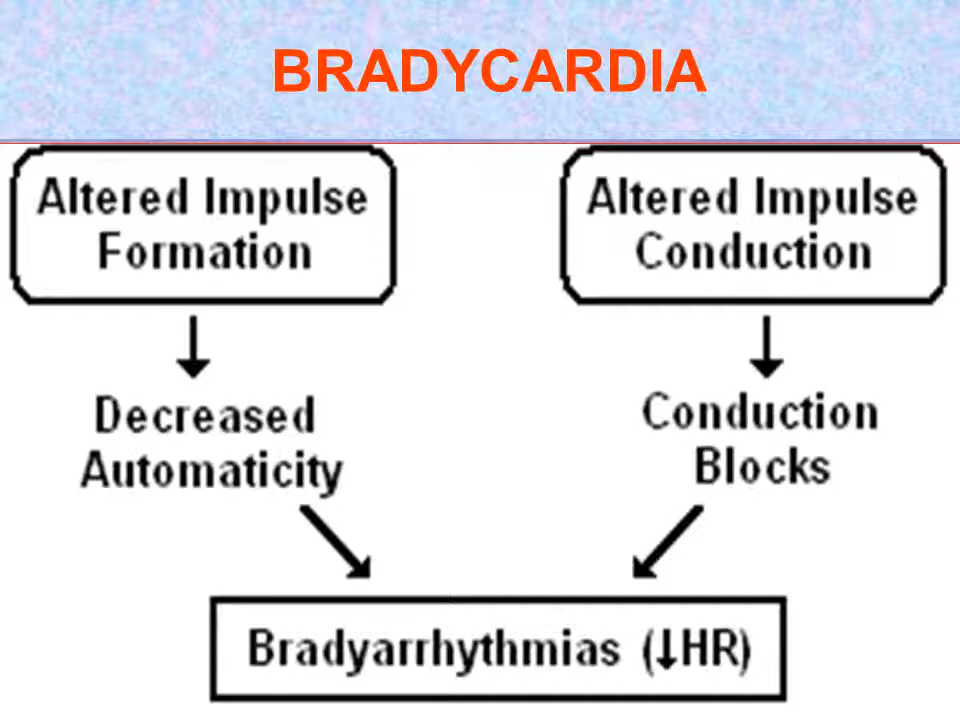 BRADYCARDIA
Altered Impulse
Formation
Altered Impulse
Conduction
Decreased
Automaticity
Conduction
Blocks
Bradyarrhythmias (↓HR)